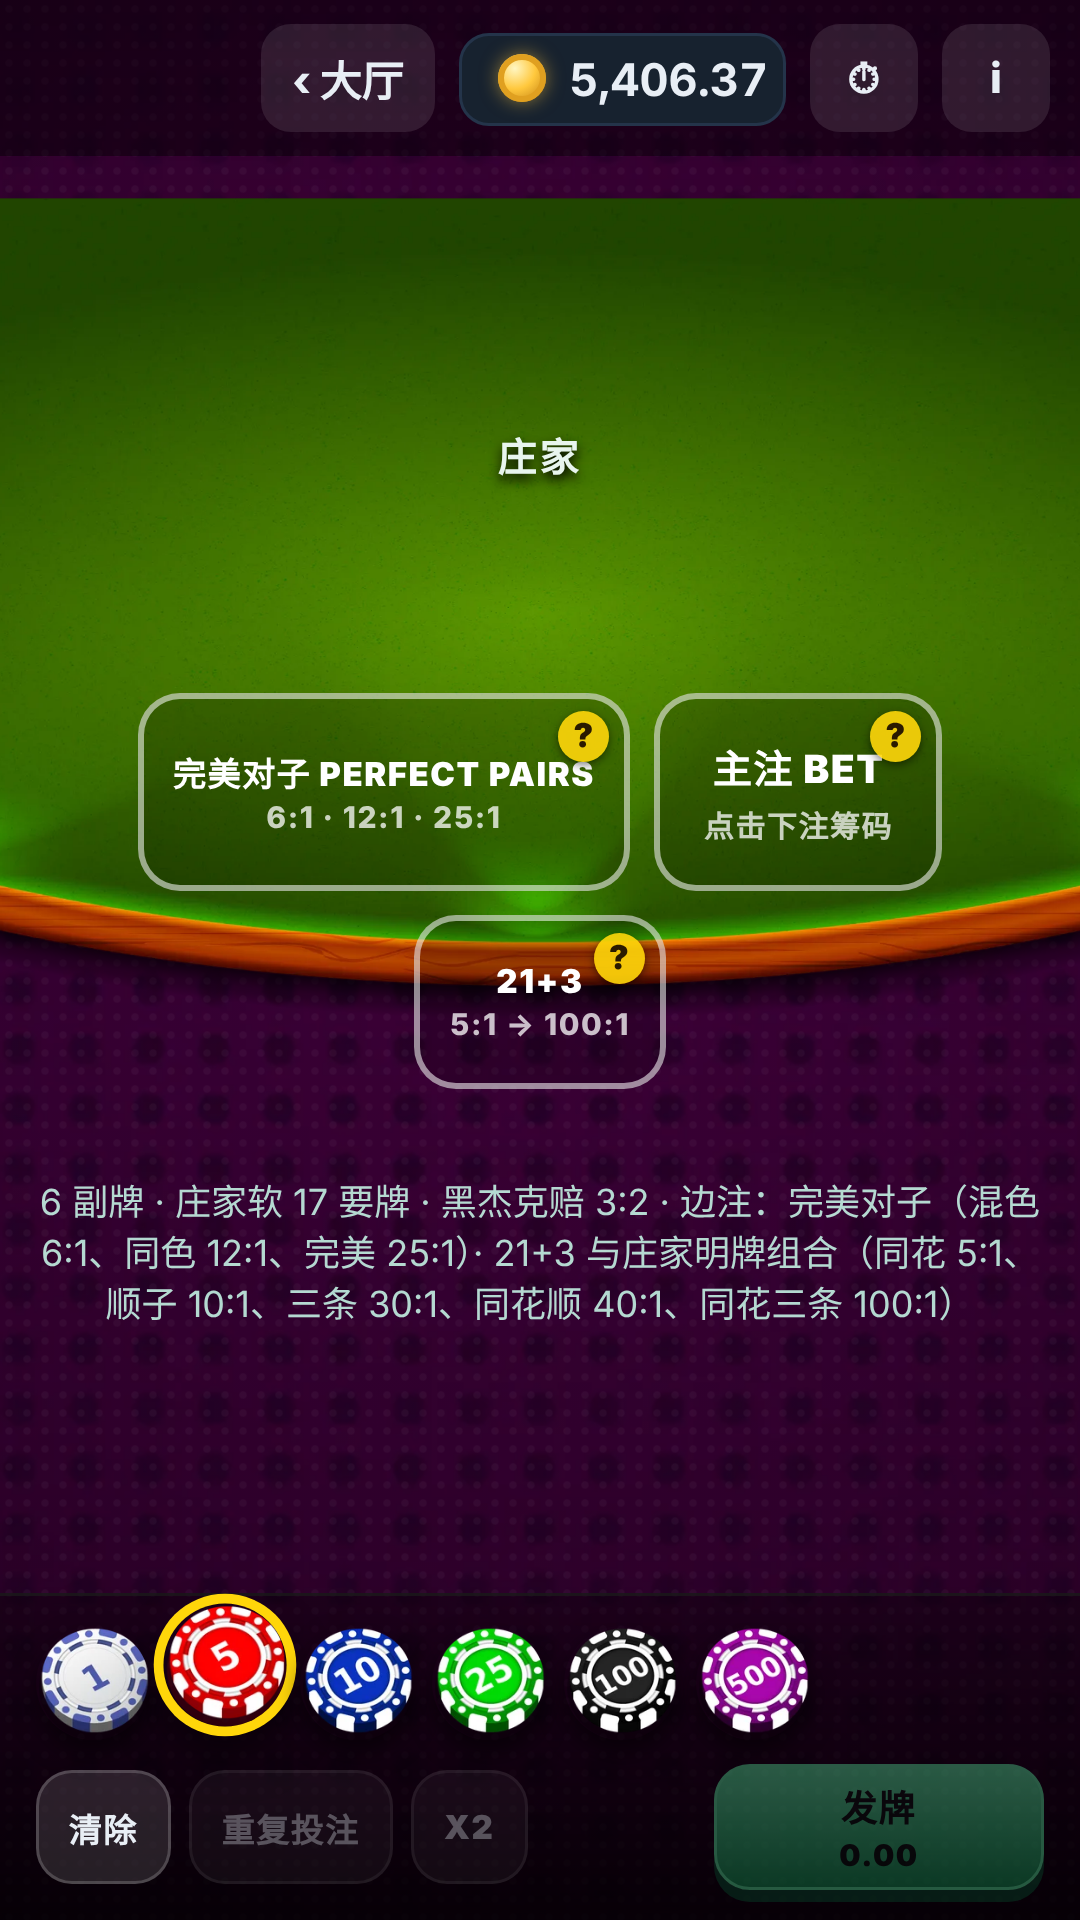 ‹ 大厅
5,406.37
⏱
i
庄家
?
完美对子 PERFECT PAIRS
6:1 · 12:1 · 25:1
?
主注 BET
点击下注筹码
?
21+3
5:1 → 100:1
6 副牌 · 庄家软 17 要牌 · 黑杰克赔 3:2 · 边注：完美对子（混色
6:1、同色 12:1、完美 25:1）· 21+3 与庄家明牌组合（同花 5:1、
顺子 10:1、三条 30:1、同花顺 40:1、同花三条 100:1）
1
5
10
25
100
500
清除
重复投注
X2
发牌
0.00